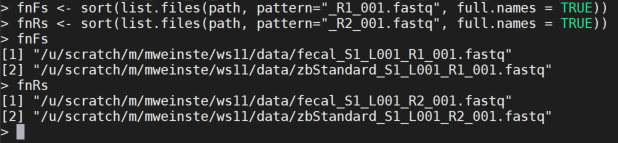 > fnFs <- sort(list.files(path, pattern="_R1_001.fastq", full.names = TRUE))
> fnRs <- sort(list.files(path, pattern="_R2_001.fastq", full.names = TRUE))
> fnFs
[1] "/u/scratch/m/mweinste/ws11/data/fecal_S1_L001_R1_001.fastq"
[2] "/u/scratch/m/mweinste/ws11/data/zbStandard_S1_L001_R1_001.fastq"
> fnRs
[1] "/u/scratch/m/mweinste/ws11/data/fecal_S1_L001_R2_001.fastq"
[2] "/u/scratch/m/mweinste/ws11/data/zbStandard_S1_L001_R2_001.fastq"
>